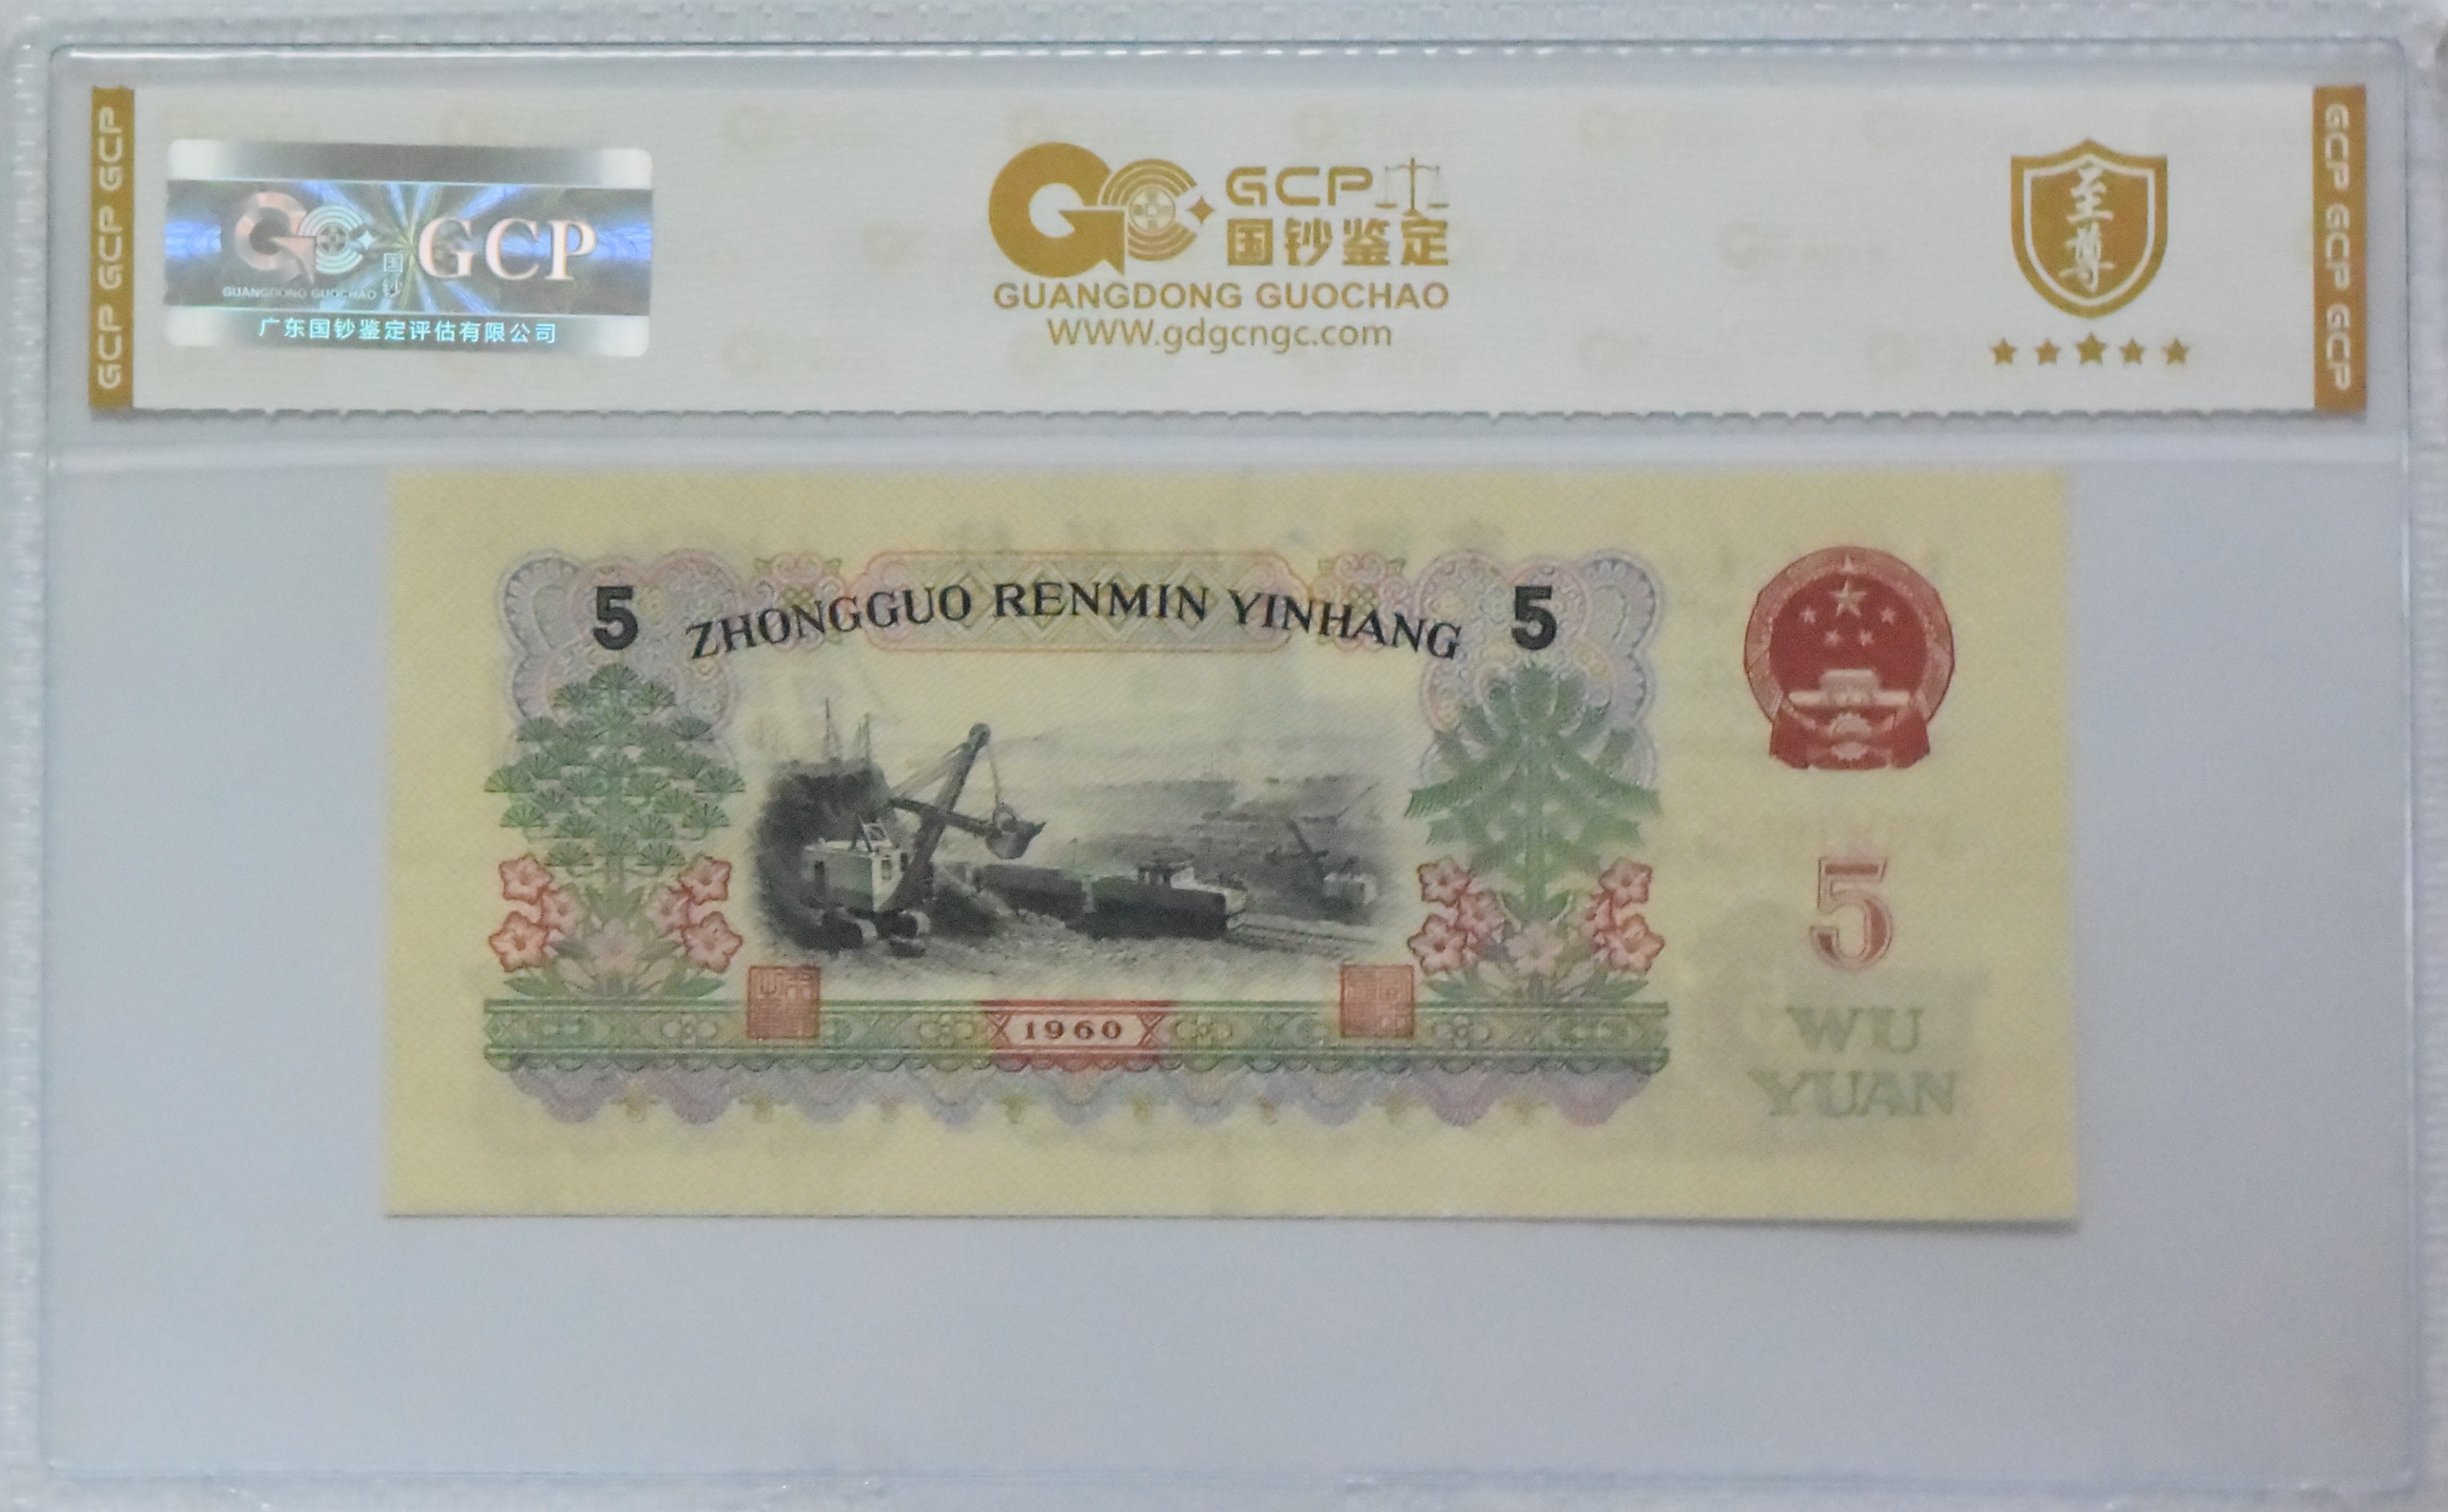 GCP GCP GCP
国钞
GCP
GUANGDONG GUOCHAO
广东国钞鉴定评估有限公司
GCP
国钞鉴定
GUANGDONG GUOCHAO
WWW.gdgcngc.com
至尊
GCP GCP GCP
5 ZHONGGUO RENMIN YINHANG 5
5
WU
YUAN
1960